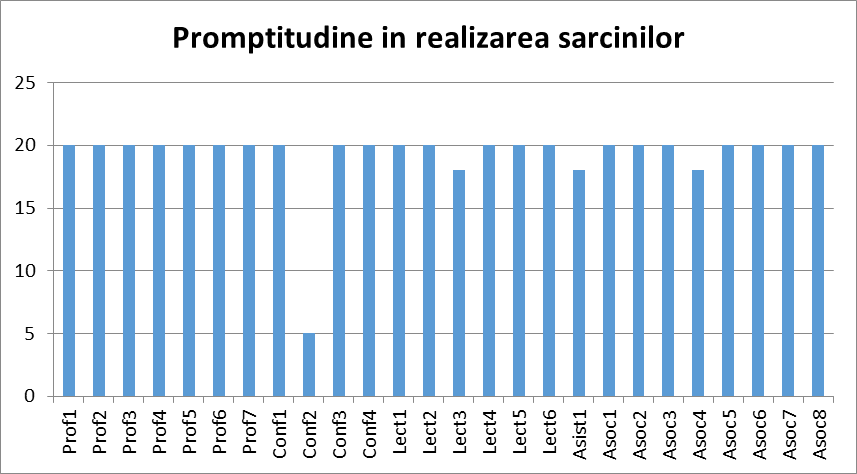 Promptitudine in realizarea sarcinilor
25
20
15
10
5
0
Prof1
Prof2
Prof3
Prof4
Prof5
Prof6
Prof7
Conf1
Conf2
Conf3
Conf4
Lect1
Lect2
Lect3
Lect4
Lect5
Lect6
Asist1
Asoc1
Asoc2
Asoc3
Asoc4
Asoc5
Asoc6
Asoc7
Asoc8